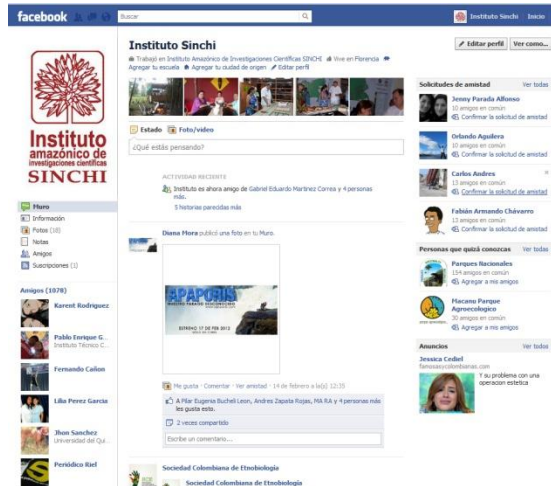 facebook
Buscar
Instituto Sinchi Inicio
Instituto
amazónico de
investigaciones científicas
SINCHI
Muro
Información
Fotos (18)
Notas
Amigos
Suscripciones (1)
Amigos (1078)
Karent Rodriguez
Pablo Enrique G...
Instituto Técnico C...
Fernando Cañon
Lilia Perez Garcia
Jhon Sanchez
Universidad del Qui...
Periódico Riel
Instituto Sinchi
Trabajó en Instituto Amazónico de Investigaciones Científicas SINCHI Vive en Florencia
Agregar tu escuela Agregar tu ciudad de origen Editar perfil
Editar perfil Ver como...
Estado Foto/video
¿Qué estás pensando?
ACTIVIDAD RECIENTE
Instituto es ahora amigo de Gabriel Eduardo Martinez Correa y 4 personas
más.
5 historias parecidas más
Diana Mora publicó una foto en tu Muro.
APAPORIS
ESTRENO: 17 DE FEB 2012
Me gusta · Comentar · Ver amistad · 14 de febrero a la(s) 12:35
A Pilar Eugenia Bucheli Leon, Andres Zapata Rojas, MA RA y 4 personas más
les gusta esto.
2 veces compartido
Escribe un comentario...
Sociedad Colombiana de Etnobiología
Sociedad Colombiana de Etnobiología
Solicitudes de amistad Ver todas
Jenny Parada Alfonso
10 amigos en común
Confirmar la solicitud de amistad
Orlando Aguilera
10 amigos en común
Confirmar la solicitud de amistad
Carlos Andres
13 amigos en común
Confirmar la solicitud de amistad
Fabián Armando Chávarro
13 amigos en común
Confirmar la solicitud de amistad
Personas que quizá conozcas Ver todas
Parques Nacionales
154 amigos en común
Agregar a mis amigos
Macanu Parque
Agroecologico
30 amigos en común
Agregar a mis amigos
Anuncios Ver todos
Jessica Cediel
famosasycolombianas.com
Y su problema con una
operacion estetica